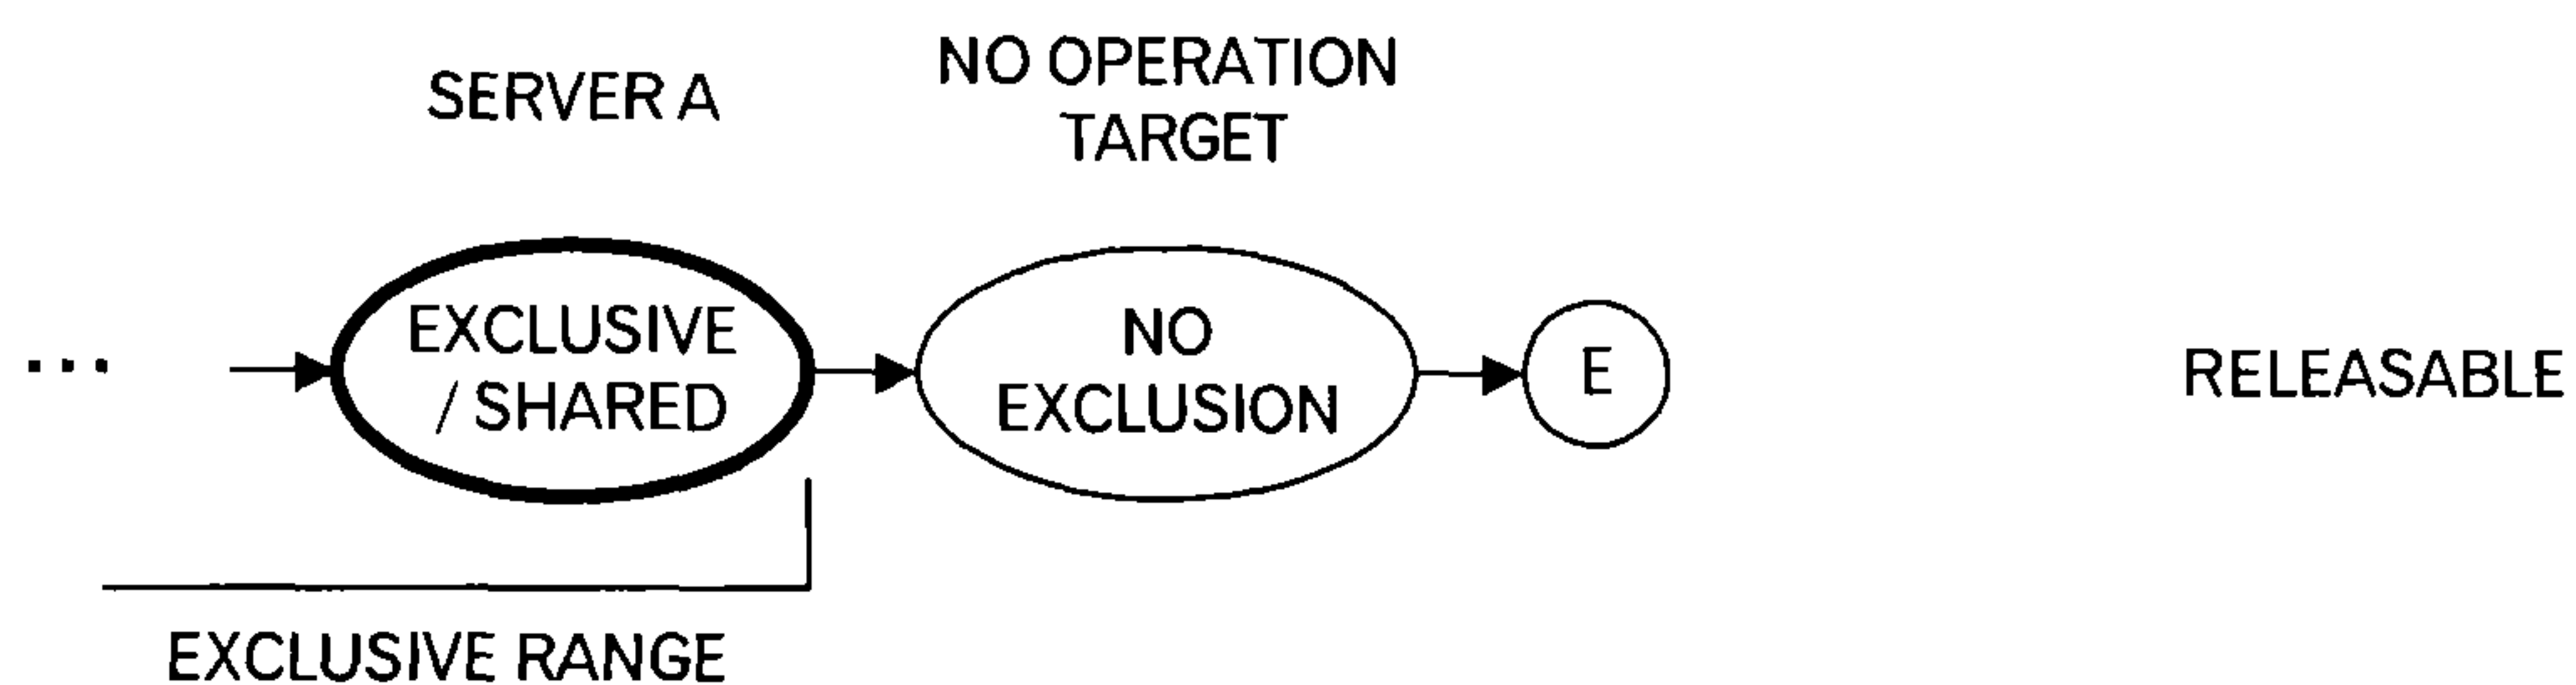 SERVER A
NO OPERATION
TARGET
EXCLUSIVE
/ SHARED
NO
EXCLUSION
E
RELEASABLE
...
EXCLUSIVE RANGE